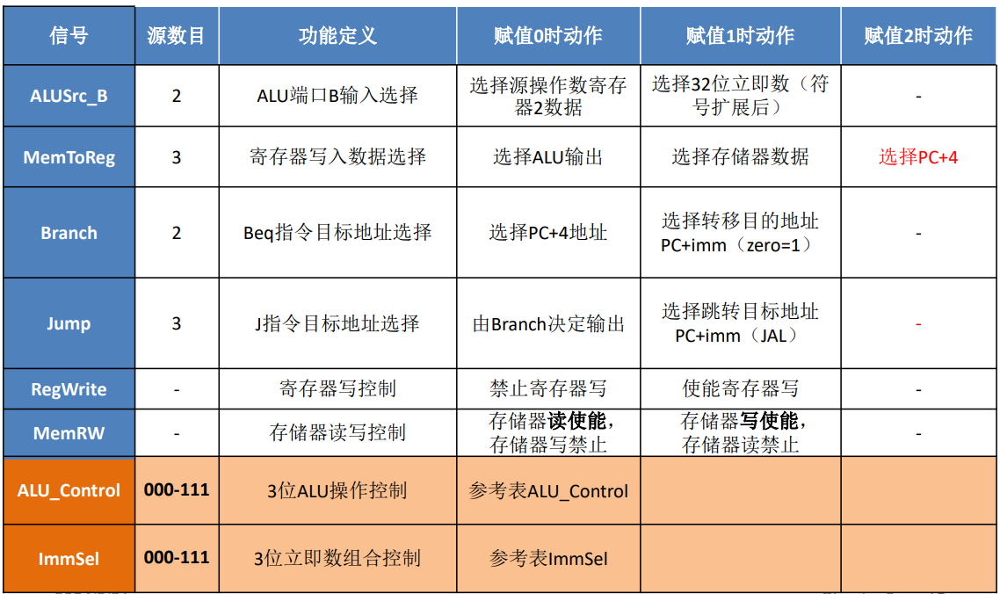 信号 源数目 功能定义 赋值0时动作 赋值1时动作 赋值2时动作
ALUSrc_B 2 ALU端口B输入选择 选择源操作数寄存器2数据 选择32位立即数（符号扩展后） -
MemToReg 3 寄存器写入数据选择 选择ALU输出 选择存储器数据 选择PC+4
Branch 2 Beq指令目标地址选择 选择PC+4地址 选择转移目的地址PC+imm（zero=1） -
Jump 3 J指令目标地址选择 由Branch决定输出 选择跳转目标地址PC+imm（JAL） -
RegWrite - 寄存器写控制 禁止寄存器写 使能寄存器写 -
MemRW - 存储器读写控制 存储器读使能，存储器写禁止 存储器写使能，存储器读禁止 -
ALU_Control 000-111 3位ALU操作控制 参考表ALU_Control
ImmSel 000-111 3位立即数组合控制 参考表ImmSel